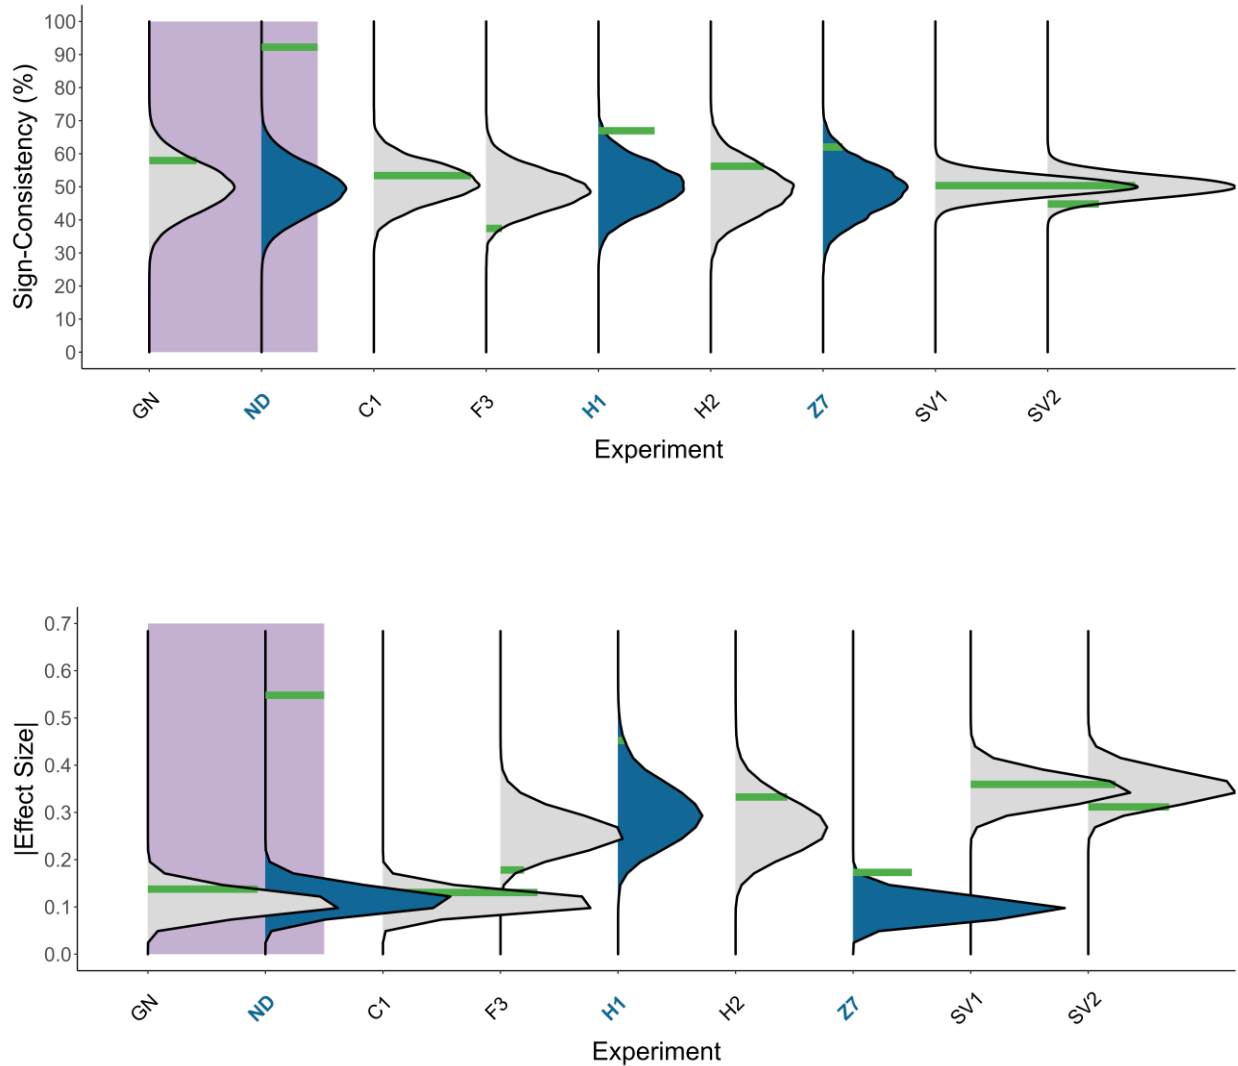 Sign-Consistency (%)
100
90
80
70
60
50
40
30
20
10
0
GN
ND
C1
F3
H1
H2
Z7
SV1
SV2
Experiment
|Effect Size|
0.7
0.6
0.5
0.4
0.3
0.2
0.1
0.0
GN
ND
C1
F3
H1
H2
Z7
SV1
SV2
Experiment